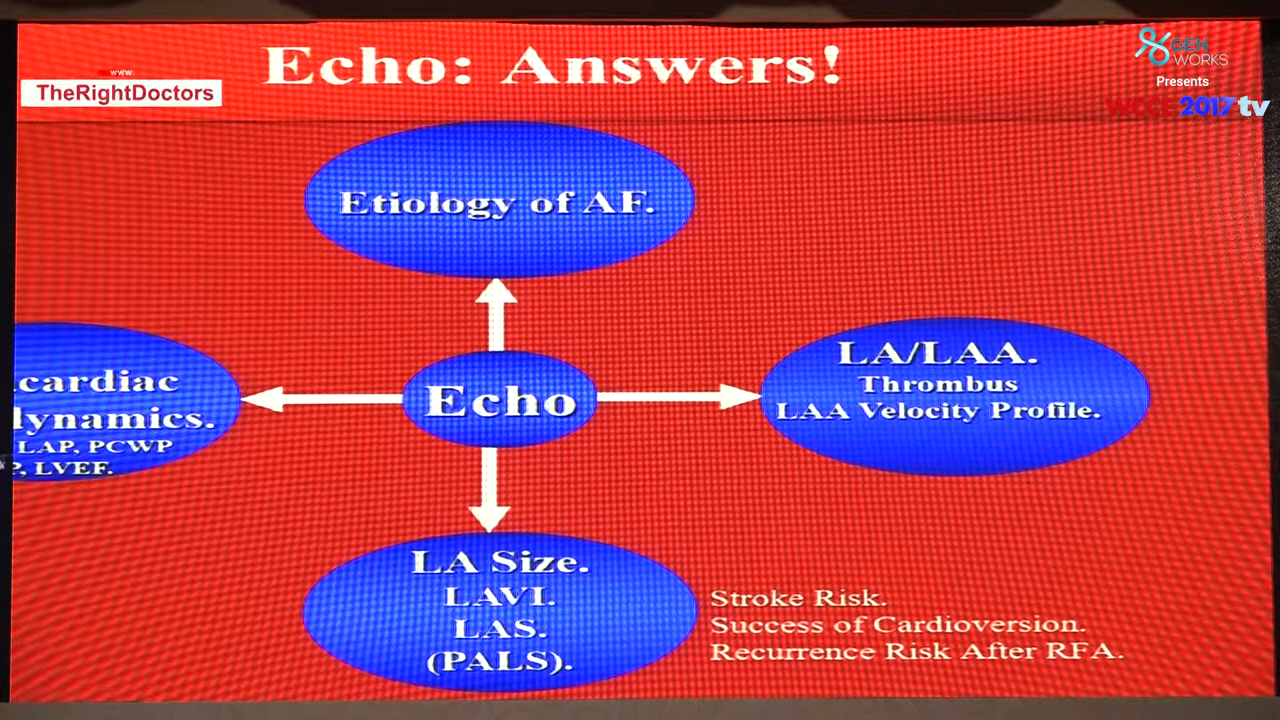 Echo: Answers!
www.
TheRightDoctors
GEN
WORKS
Presents
WCCE 2017 tv
Etiology of AF.
cardiac
dynamics.
LAP, PCWP
P, LVEF.
Echo
LA/LAA.
Thrombus
LAA Velocity Profile.
LA Size.
LAVI.
LAS.
(PALS).
Stroke Risk.
Success of Cardioversion.
Recurrence Risk After RFA.